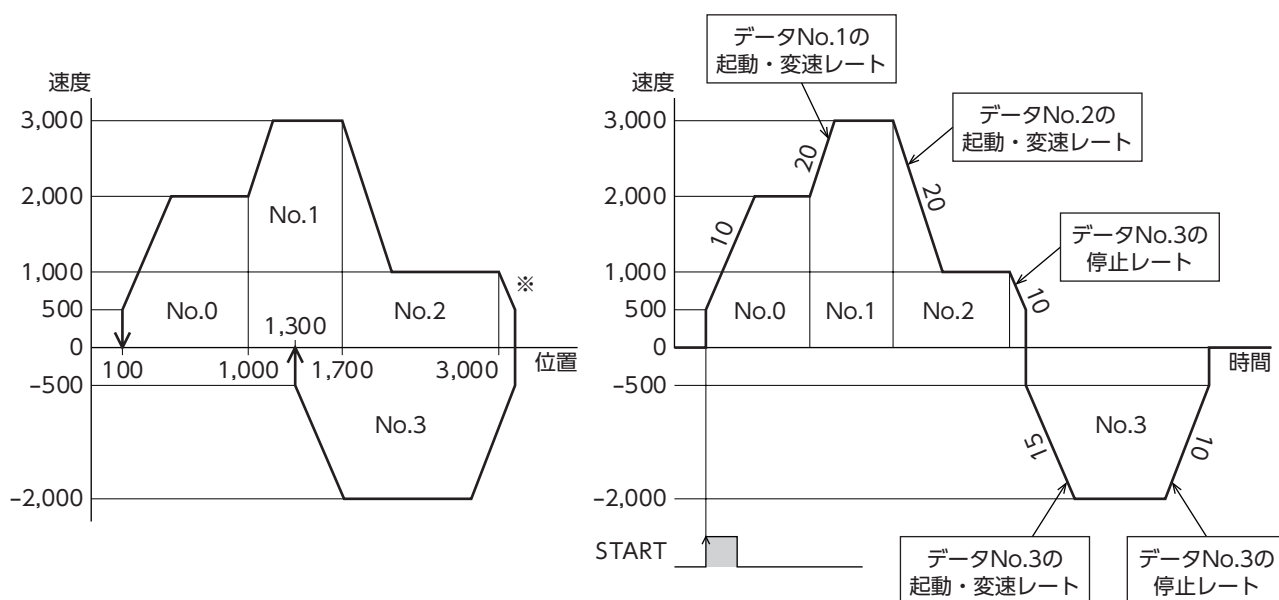 速度
3,000
2,000
1,000
500
0
−500
−2,000
No.0
No.1
No.2
※
1,300
100
1,000
1,700
3,000
位置
No.3
データNo.1の
起動・変速レート
速度
3,000
2,000
1,000
500
0
−500
−2,000
データNo.2の
起動・変速レート
10
20
20
データNo.3の
停止レート
No.0
No.1
No.2
10
時間
15
No.3
10
START
データNo.3の
起動・変速レート
データNo.3の
停止レート